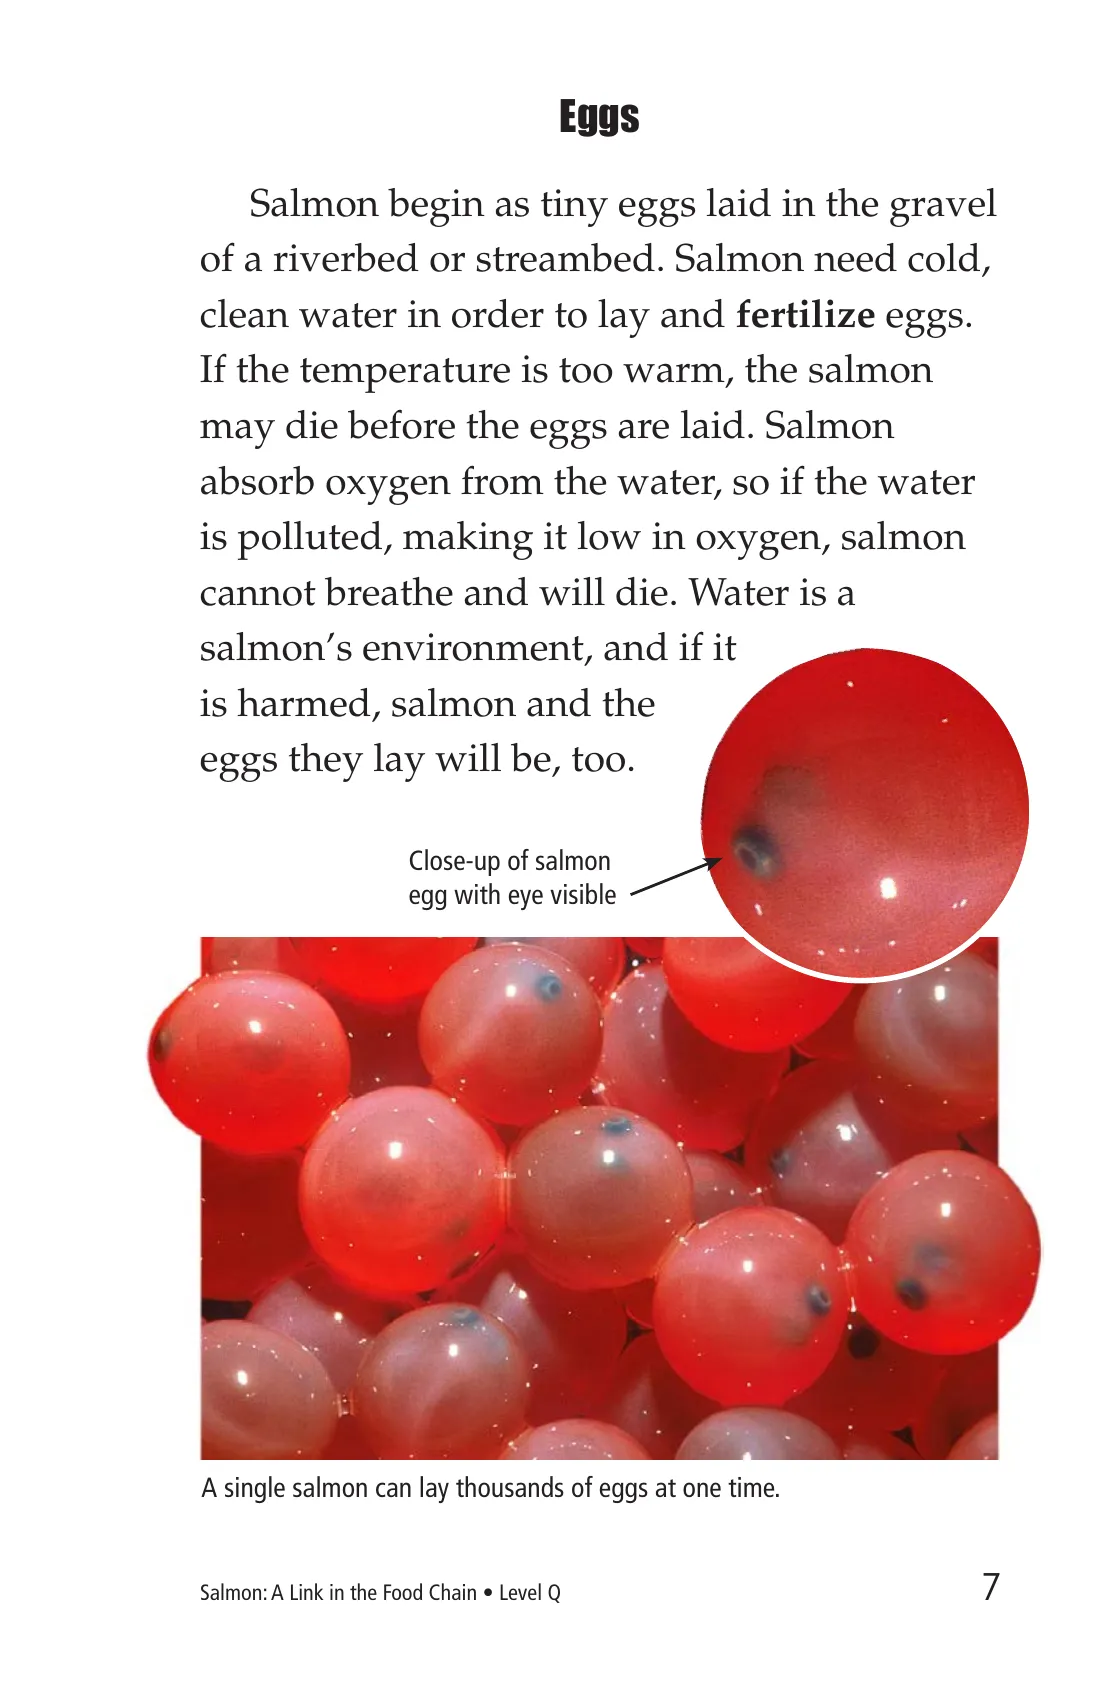 Eggs
Salmon begin as tiny eggs laid in the gravel
of a riverbed or streambed. Salmon need cold,
clean water in order to lay and fertilize eggs.
If the temperature is too warm, the salmon
may die before the eggs are laid. Salmon
absorb oxygen from the water, so if the water
is polluted, making it low in oxygen, salmon
cannot breathe and will die. Water is a
salmon’s environment, and if it
is harmed, salmon and the
eggs they lay will be, too.
Close-up of salmon
egg with eye visible
A single salmon can lay thousands of eggs at one time.
Salmon: A Link in the Food Chain • Level Q
7